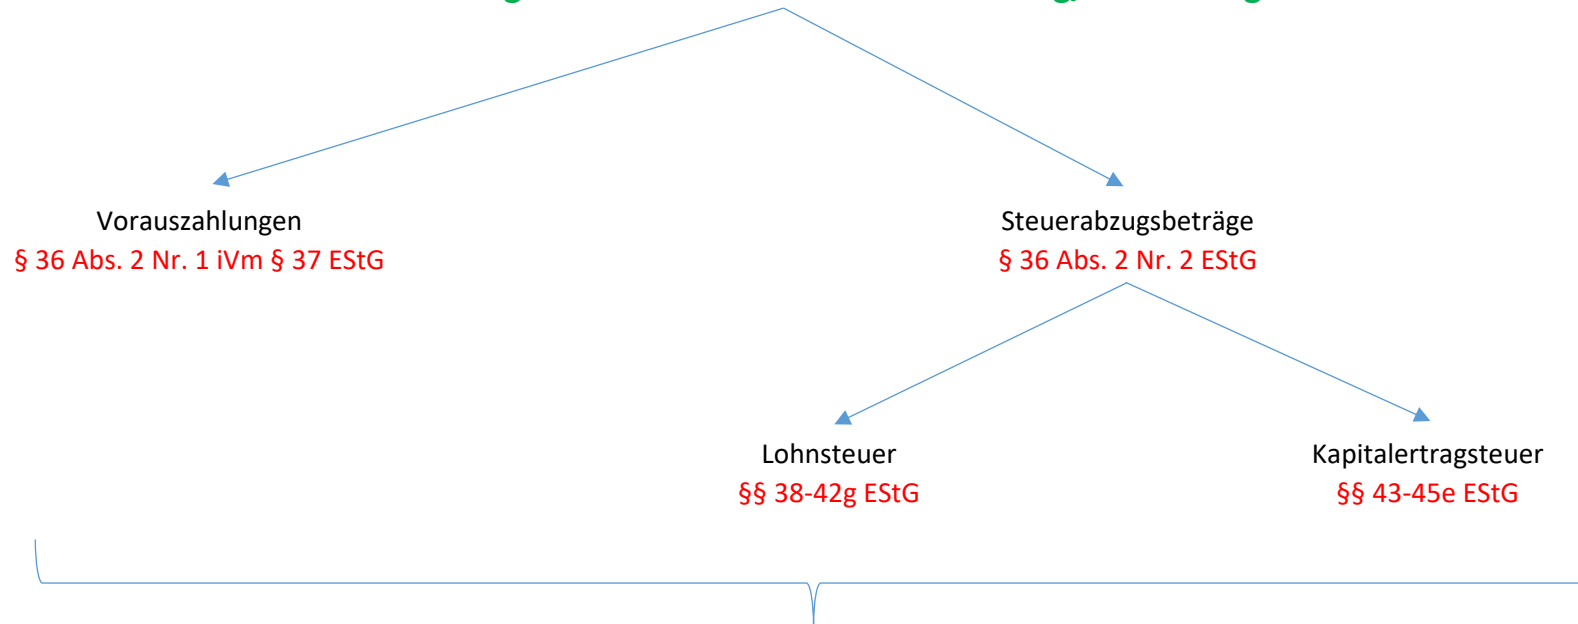 Vorauszahlungen
§ 36 Abs. 2 Nr. 1 iVm § 37 EStG
Steuerabzugsbeträge
§ 36 Abs. 2 Nr. 2 EStG
Lohnsteuer
§§ 38-42g EStG
Kapitalertragsteuer
§§ 43-45e EStG